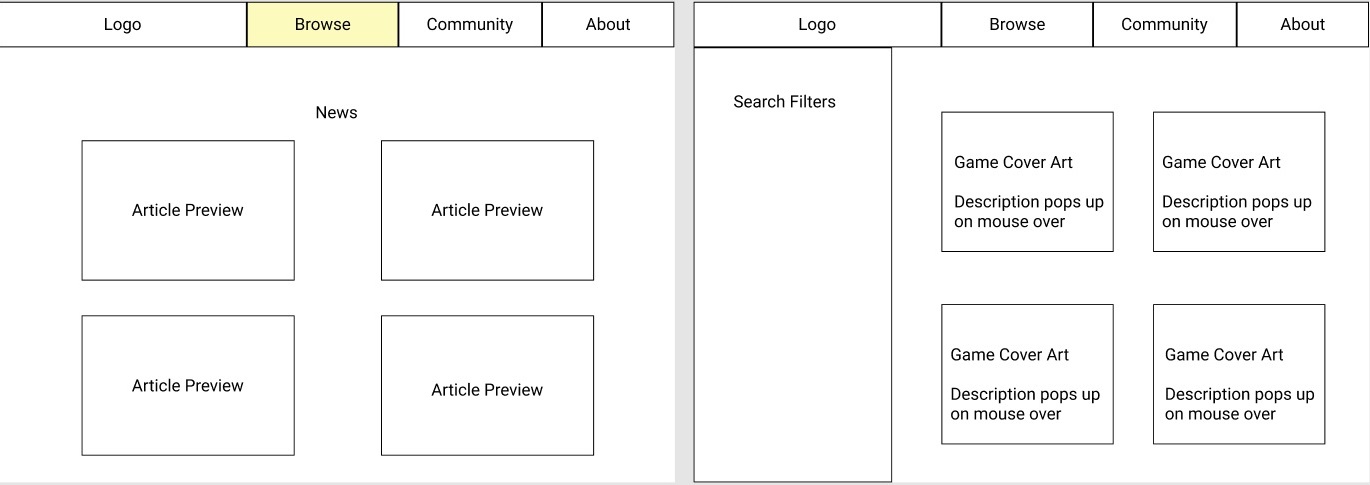 Logo
Browse
Community
About
News
Article Preview
Article Preview
Article Preview
Article Preview
Logo
Browse
Community
About
Search Filters
Game Cover Art
Description pops up
on mouse over
Game Cover Art
Description pops up
on mouse over
Game Cover Art
Description pops up
on mouse over
Game Cover Art
Description pops up
on mouse over